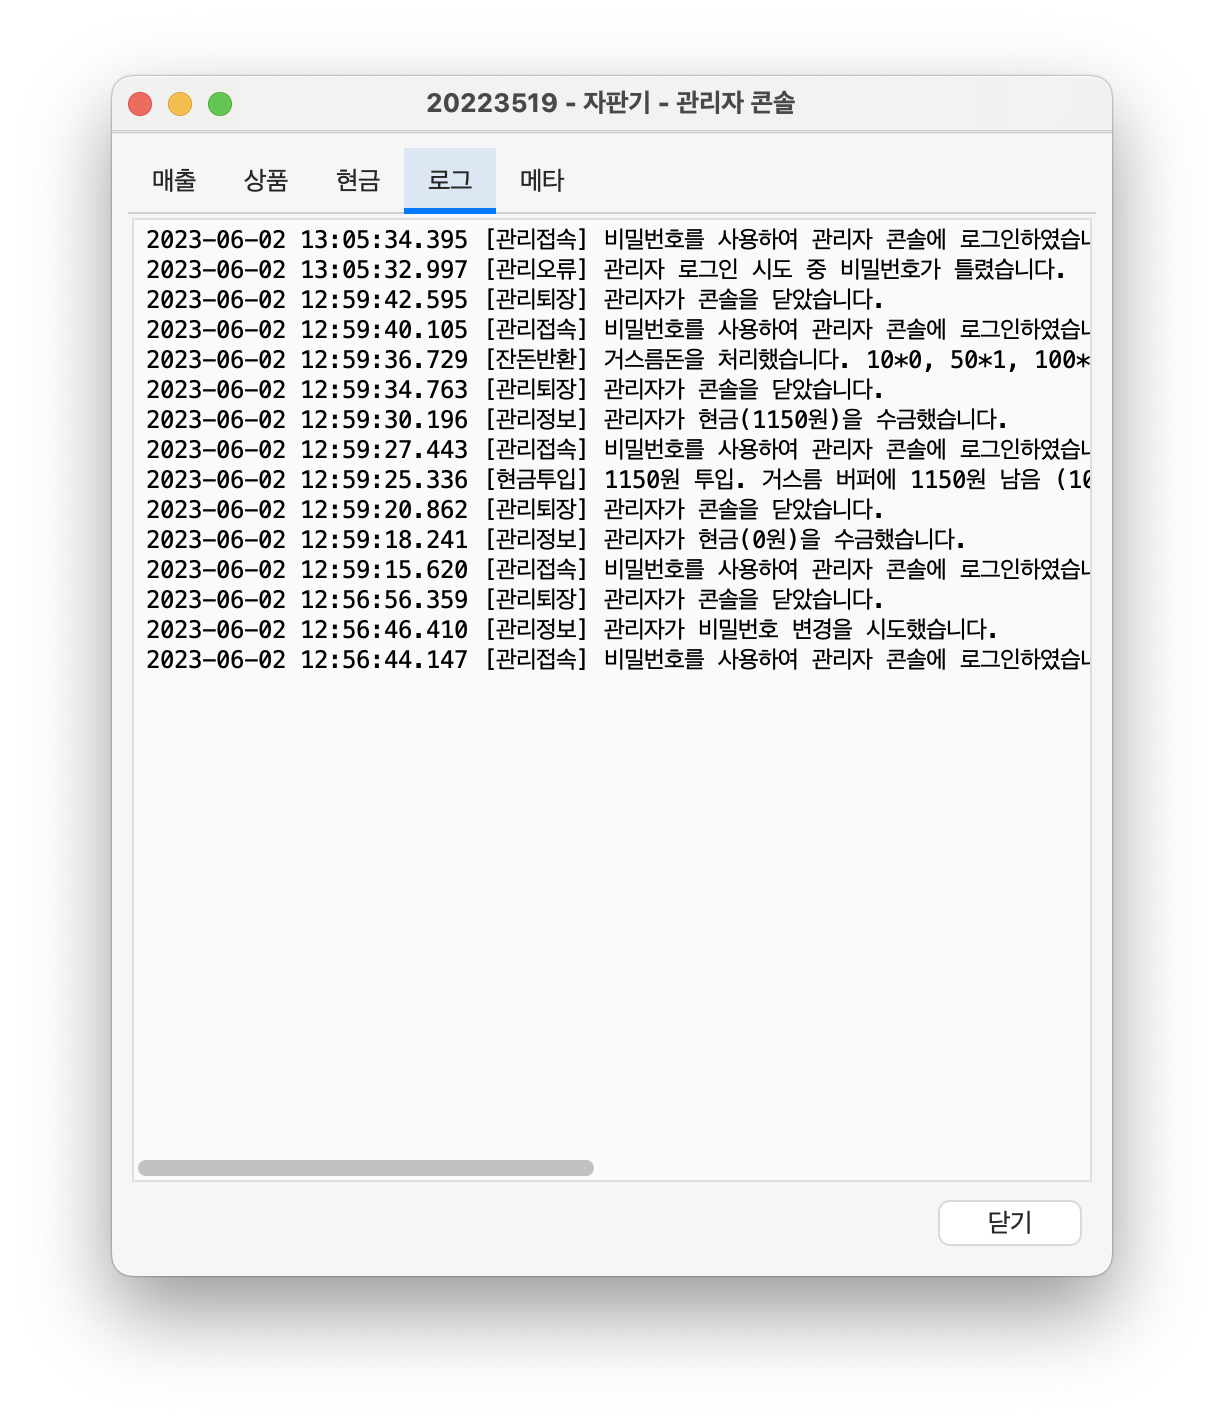 20223519 - 자판기 - 관리자 콘솔
매출 상품 현금 로그 메타
2023-06-02 13:05:34.395 [관리접속] 비밀번호를 사용하여 관리자 콘솔에 로그인하였습니
2023-06-02 13:05:32.997 [관리오류] 관리자 로그인 시도 중 비밀번호가 틀렸습니다.
2023-06-02 12:59:42.595 [관리퇴장] 관리자가 콘솔을 닫았습니다.
2023-06-02 12:59:40.105 [관리접속] 비밀번호를 사용하여 관리자 콘솔에 로그인하였습니
2023-06-02 12:59:36.729 [잔돈반환] 거스름돈을 처리했습니다. 10*0, 50*1, 100*
2023-06-02 12:59:34.763 [관리퇴장] 관리자가 콘솔을 닫았습니다.
2023-06-02 12:59:30.196 [관리정보] 관리자가 현금(1150원)을 수금했습니다.
2023-06-02 12:59:27.443 [관리접속] 비밀번호를 사용하여 관리자 콘솔에 로그인하였습니
2023-06-02 12:59:25.336 [현금투입] 1150원 투입. 거스름 버퍼에 1150원 남음 (10
2023-06-02 12:59:20.862 [관리퇴장] 관리자가 콘솔을 닫았습니다.
2023-06-02 12:59:18.241 [관리정보] 관리자가 현금(0원)을 수금했습니다.
2023-06-02 12:59:15.620 [관리접속] 비밀번호를 사용하여 관리자 콘솔에 로그인하였습니
2023-06-02 12:56:56.359 [관리퇴장] 관리자가 콘솔을 닫았습니다.
2023-06-02 12:56:46.410 [관리정보] 관리자가 비밀번호 변경을 시도했습니다.
2023-06-02 12:56:44.147 [관리접속] 비밀번호를 사용하여 관리자 콘솔에 로그인하였습니
닫기